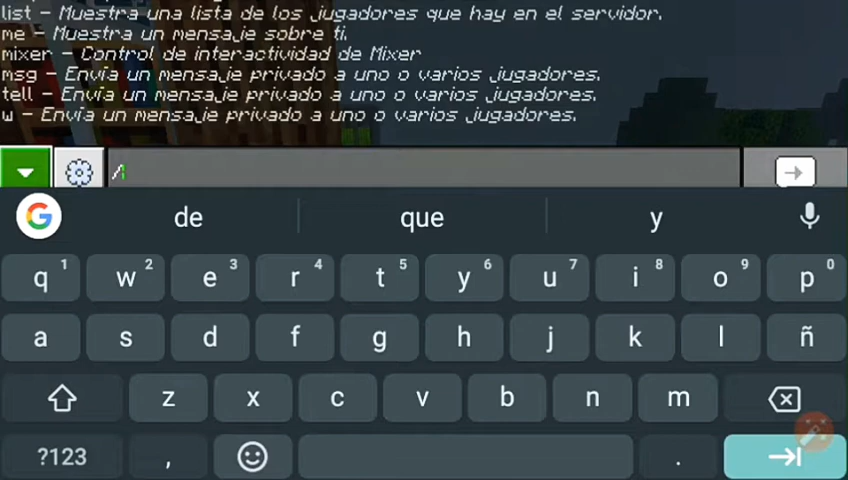 list - Muestra una lista de los jugadores que hay en el servidor.
me - Muestra un mensaje sobre ti.
mixer - Control de interactividad de Mixer
msg - Envía un mensaje privado a uno o varios jugadores.
tell - Envía un mensaje privado a uno o varios jugadores.
w - Envía un mensaje privado a uno o varios jugadores.
/
G de que y
q 1 w 2 e 3 r 4 t 5 y 6 u 7 i 8 o 9 p 0
a s d f g h j k l ñ
z x c v b n m
?123 , .